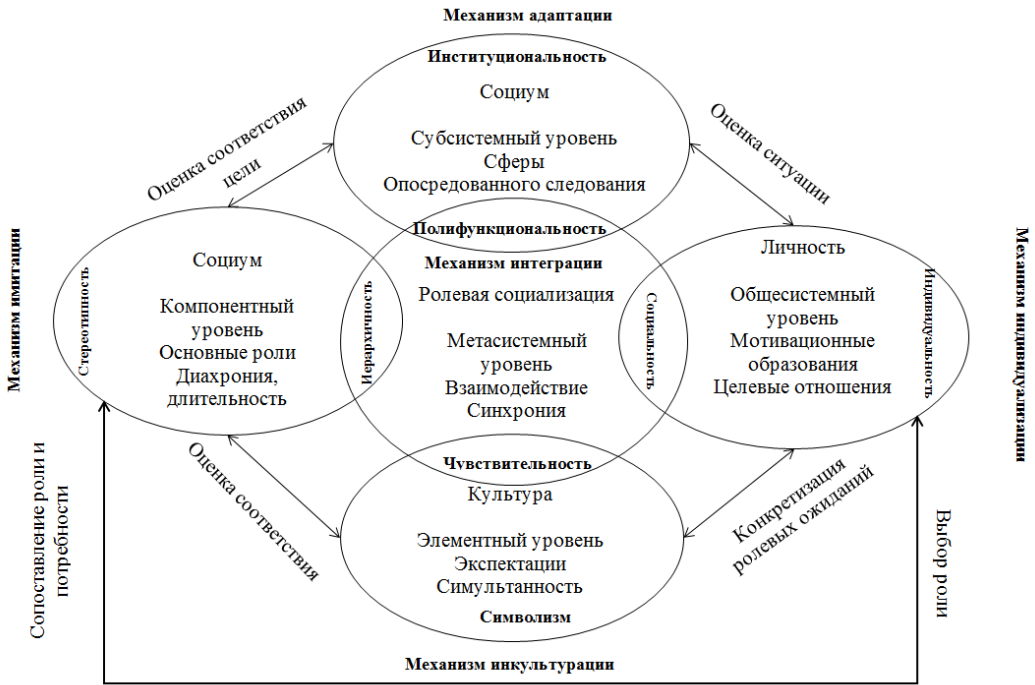 Механизм адаптации
Институциональность
Социум
Субсистемный уровень
Сферы
Опосредованного следования
Оценка соответствия
цели
Оценка ситуации
Полифункциональность
Механизм интеграции
Ролевая социализация
Метасистемный
уровень
Взаимодействие
Синхрония
Механизм имитации
Стереотипность
Социум
Компонентный
уровень
Основные роли
Диахрония,
длительность
Иерархичность
Социальность
Личность
Общесистемный
уровень
Мотивационные
образования
Целевые отношения
Индивидуальность
Механизм индивидуализации
Чувствительность
Культура
Элементный уровень
Экспектации
Симультанность
Символизм
Оценка соответствия
Конкретизация
ролевых ожиданий
Сопоставление роли и
потребности
Выбор роли
Механизм инкультурации